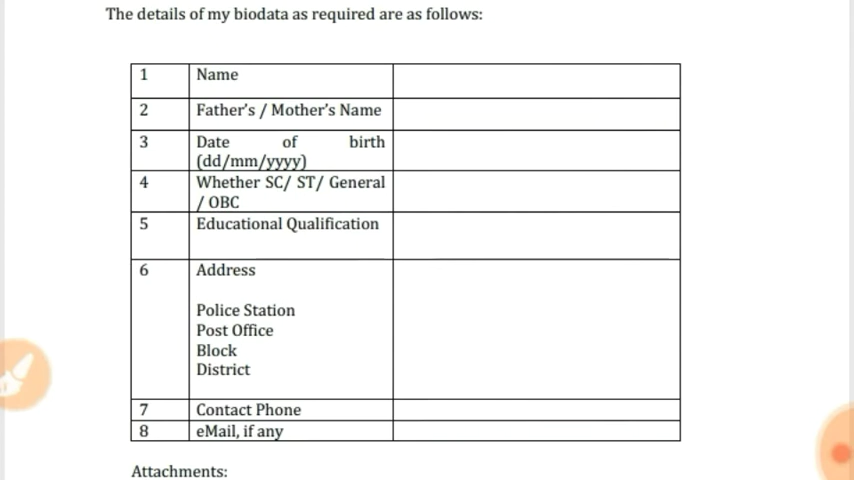 The details of my biodata as required are as follows:
1 Name
2 Father's / Mother's Name
3 Date of birth
(dd/mm/yyyy)
4 Whether SC/ ST/ General
/ OBC
5 Educational Qualification
6 Address
Police Station
Post Office
Block
District
7 Contact Phone
8 eMail, if any
Attachments: